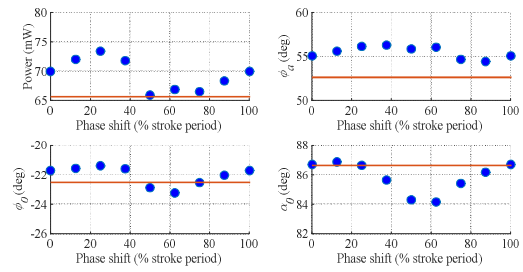 80
75
70
65
Power (mW)
0 20 40 60 80 100
Phase shift (% stroke period)
60
55
50
ϕa (deg)
0 20 40 60 80 100
Phase shift (% stroke period)
-20
-22
-24
-26
ϕ0 (deg)
0 20 40 60 80 100
Phase shift (% stroke period)
88
86
84
82
α0 (deg)
0 20 40 60 80 100
Phase shift (% stroke period)